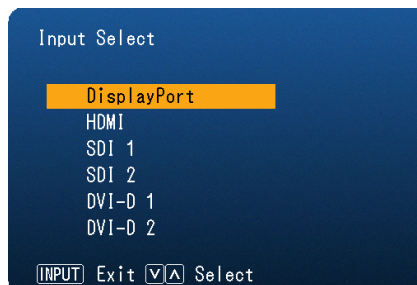 Input Select
DisplayPort
HDMI
SDI 1
SDI 2
DVI-D 1
DVI-D 2
INPUT Exit ∨∧ Select